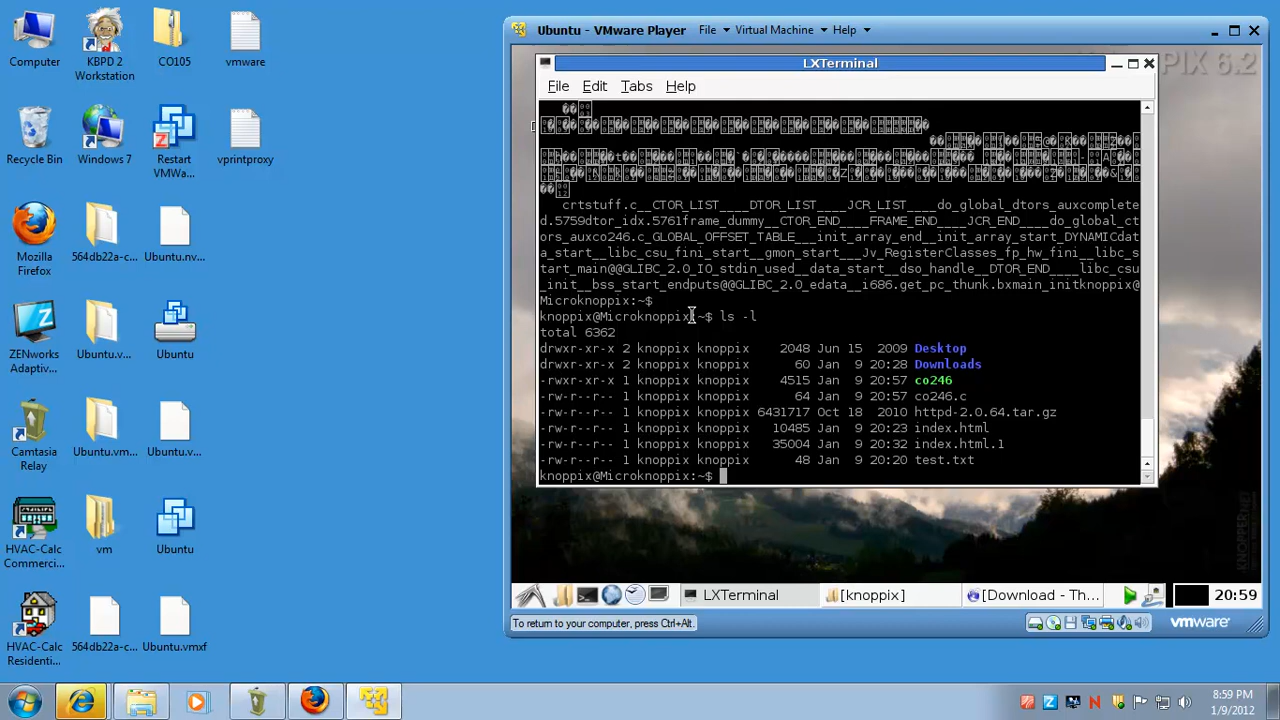 Computer
KBPD 2
Workstation
CO105
vmware
Recycle Bin
Windows 7
Restart
VMWa...
vprintproxy
Mozilla
Firefox
564db22a-c...
Ubuntu.nv...
ZENworks
Adaptiv...
Ubuntu.v...
Ubuntu
Camtasia
Relay
Ubuntu.vm...
Ubuntu.v...
HVAC-Calc
Commerci...
vm
Ubuntu
HVAC-Calc
Residenti...
564db22a-c...
Ubuntu.vmxf
Ubuntu - VMware Player File Virtual Machine Help
PIX 6.2
LXTerminal
File Edit Tabs Help
crtstuff.c__CTOR_LIST____DTOR_LIST____JCR_LIST____do_global_dtors_auxcomplete
d.5759dtor_idx.5761frame_dummy__CTOR_END____FRAME_END____JCR_END____do_global_ct
ors_auxco246.c_GLOBAL_OFFSET_TABLE___init_array_end__init_array_start_DYNAMICdat
a_start__libc_csu_fini__start__gmon_start___Jv_RegisterClasses_fp_hw_fini__libc_s
tart_main@@GLIBC_2.0_IO_stdin_used__data_start__dso_handle__DTOR_END____libc_csu
_init__bss_start_endputs@@GLIBC_2.0_edata__i686.get_pc_thunk.bxmain_initknoppix@
Microknoppix:~$
knoppix@Microknoppix:~$ ls -l
total 6362
drwxr-xr-x 2 knoppix knoppix 2048 Jun 15 2009 Desktop
drwxr-xr-x 2 knoppix knoppix 60 Jan 9 20:28 Downloads
-rwxr-xr-x 1 knoppix knoppix 4515 Jan 9 20:57 co246
-rw-r--r-- 1 knoppix knoppix 64 Jan 9 20:57 co246.c
-rw-r--r-- 1 knoppix knoppix 6431717 Oct 18 2010 httpd-2.0.64.tar.gz
-rw-r--r-- 1 knoppix knoppix 10485 Jan 9 20:23 index.html
-rw-r--r-- 1 knoppix knoppix 35004 Jan 9 20:32 index.html.1
-rw-r--r-- 1 knoppix knoppix 48 Jan 9 20:20 test.txt
knoppix@Microknoppix:~$
KNOPPER.NET
LXTerminal [knoppix] [Download - Th... 20:59
To return to your computer, press Ctrl+Alt.
vmware
8:59 PM
1/9/2012